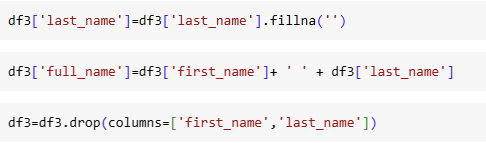 df3['last_name']=df3['last_name'].fillna('')
df3['full_name']=df3['first_name']+ ' ' + df3['last_name']
df3=df3.drop(columns=['first_name','last_name'])